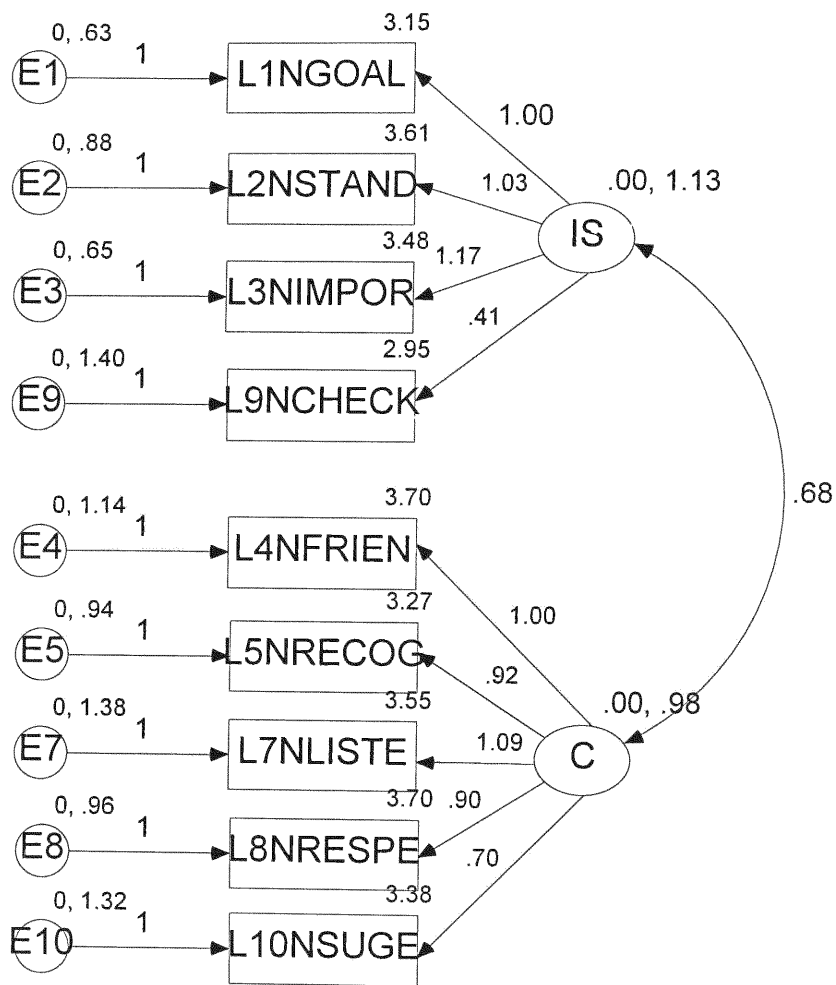 3.15
0, .63
1
E1
L1NGOAL
1.00
3.61
0, .88
1
E2
L2NSTAND
1.03
.00, 1.13
IS
3.48
0, .65
1
1.17
E3
L3NIMPOR
.41
2.95
0, 1.40
1
E9
L9NCHECK
.68
3.70
0, 1.14
1
E4
L4NFRIEN
3.27
0, .94
1
1.00
E5
L5NRECOG
.92
3.55
.00, .98
0, 1.38
1
E7
L7NLISTE
1.09
C
3.70
.90
0, .96
1
E8
L8NRESPE
.70
3.38
0, 1.32
1
E10
L10NSUGE